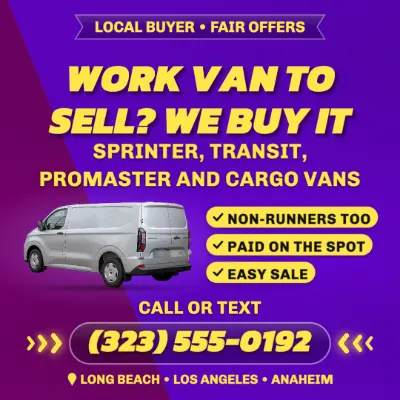 LOCAL BUYER • FAIR OFFERS
WORK VAN TO
SELL? WE BUY IT
SPRINTER, TRANSIT,
PROMASTER AND CARGO VANS
NON-RUNNERS TOO
PAID ON THE SPOT
EASY SALE
CALL OR TEXT
(323) 555-0192
LONG BEACH • LOS ANGELES • ANAHEIM